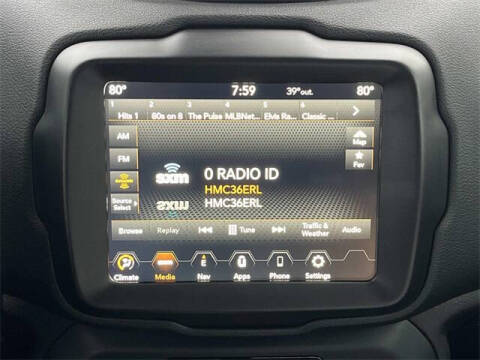 80° 7:59 39° out. 80°
1 2 3 4 5 6
Hits 1 80s on 8 The Pulse MLBNet... Elvis Ra... Classic ...
AM
FM
Map
Fav
sxm
0 RADIO ID
HMC36ERL
HMC36ERL
Source
Select
Browse Replay Tune Traffic &
Weather Audio
Climate Media Nav Apps Phone Settings